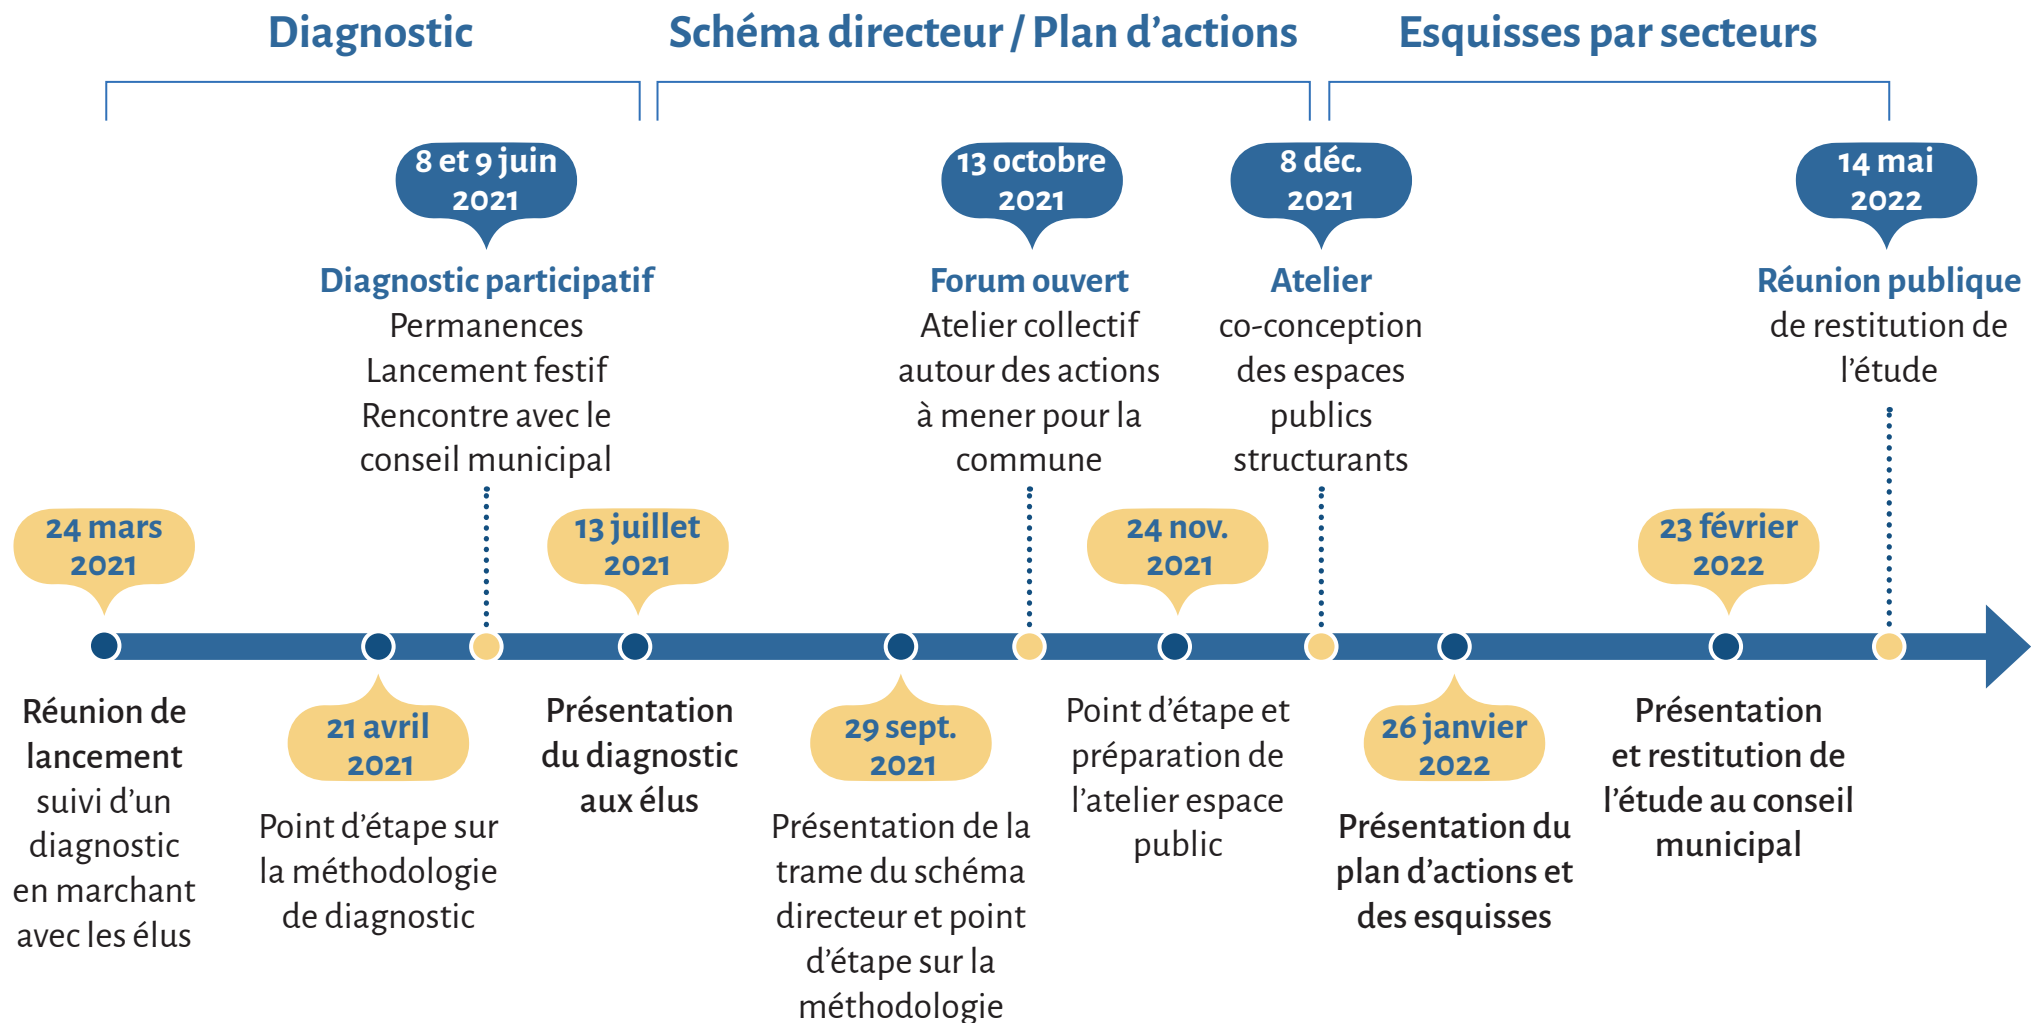 Diagnostic
Schéma directeur / Plan d’actions
Esquisses par secteurs
8 et 9 juin
2021
Diagnostic participatif
Permanences
Lancement festif
Rencontre avec le
conseil municipal
13 octobre
2021
Forum ouvert
Atelier collectif
autour des actions
à mener pour la
commune
8 déc.
2021
Atelier
co-conception
des espaces
publics
structurants
14 mai
2022
Réunion publique
de restitution de
l’étude
24 mars
2021
Réunion de
lancement
suivi d’un
diagnostic
en marchant
avec les élus
21 avril
2021
Point d’étape sur
la méthodologie
de diagnostic
13 juillet
2021
Présentation
du diagnostic
aux élus
29 sept.
2021
Présentation de la
trame du schéma
directeur et point
d’étape sur la
méthodologie
24 nov.
2021
Point d’étape et
préparation de
l’atelier espace
public
26 janvier
2022
Présentation du
plan d’actions et
des esquisses
23 février
2022
Présentation
et restitution de
l’étude au conseil
municipal